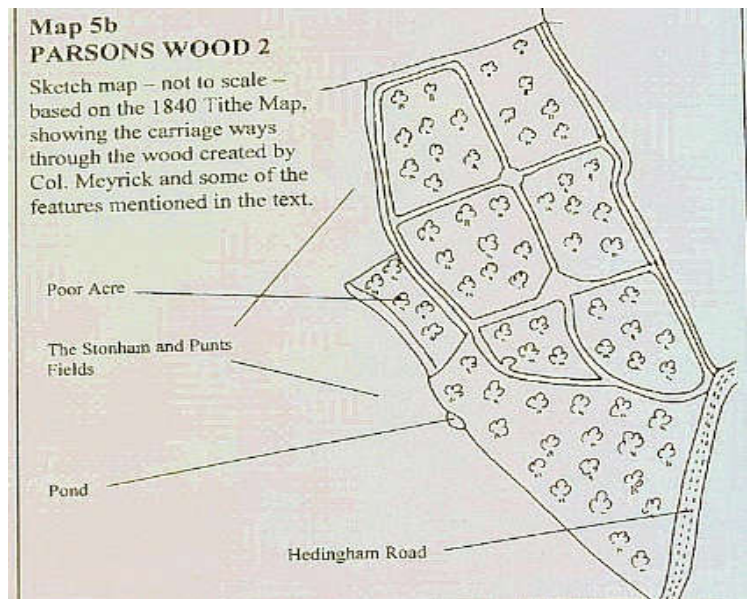 Map 5b
PARSONS WOOD 2
Sketch map – not to scale –
based on the 1840 Tithe Map,
showing the carriage ways
through the wood created by
Col. Meyrick and some of the
features mentioned in the text.
Poor Acre
The Stonham and Punts
Fields
Pond
Hedingham Road